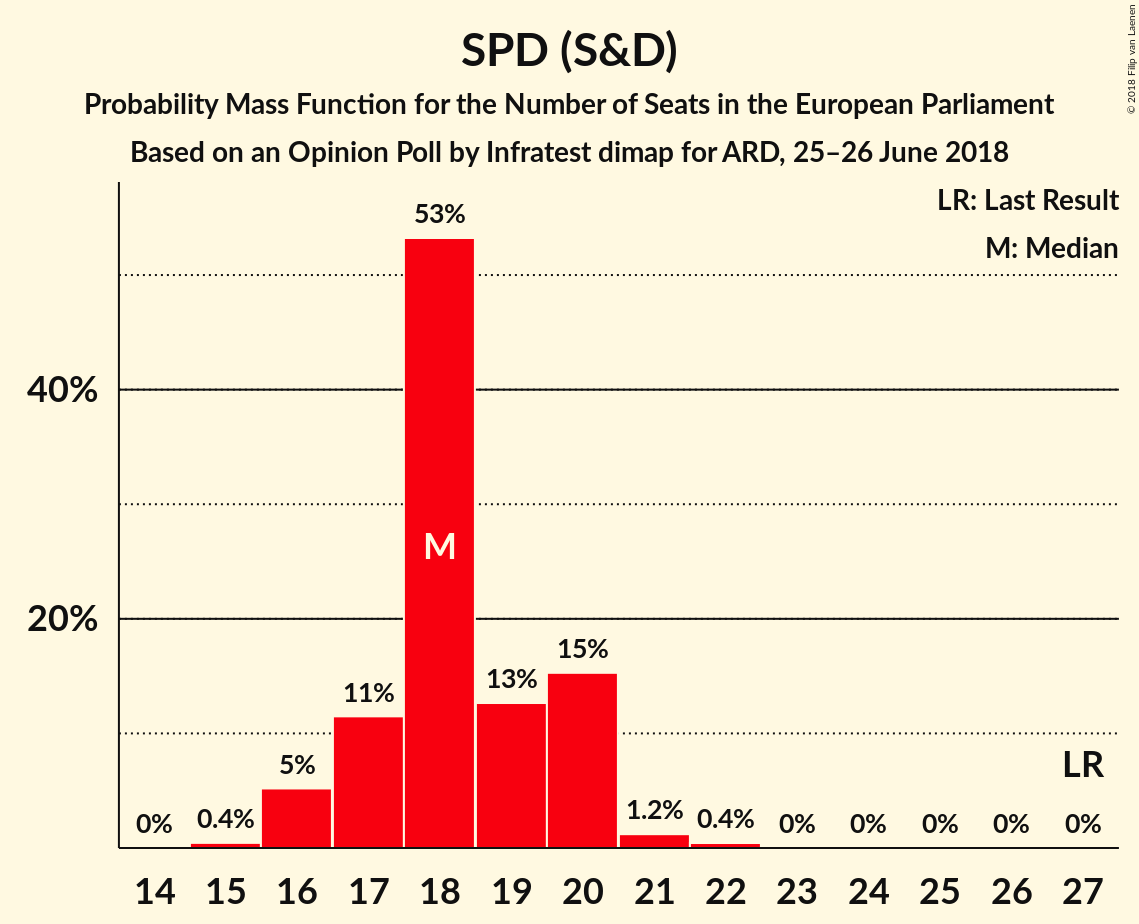 SPD (S&D)
Probability Mass Function for the Number of Seats in the European Parliament
Based on an Opinion Poll by Infratest dimap for ARD, 25–26 June 2018
© 2018 Filip van Laenen
LR: Last Result
M: Median
53%
40%
M
20%
15%
13%
11%
LR
5%
1.2%
0% 0.4% 0.4% 0% 0% 0% 0% 0%
14 15 16 17 18 19 20 21 22 23 24 25 26 27